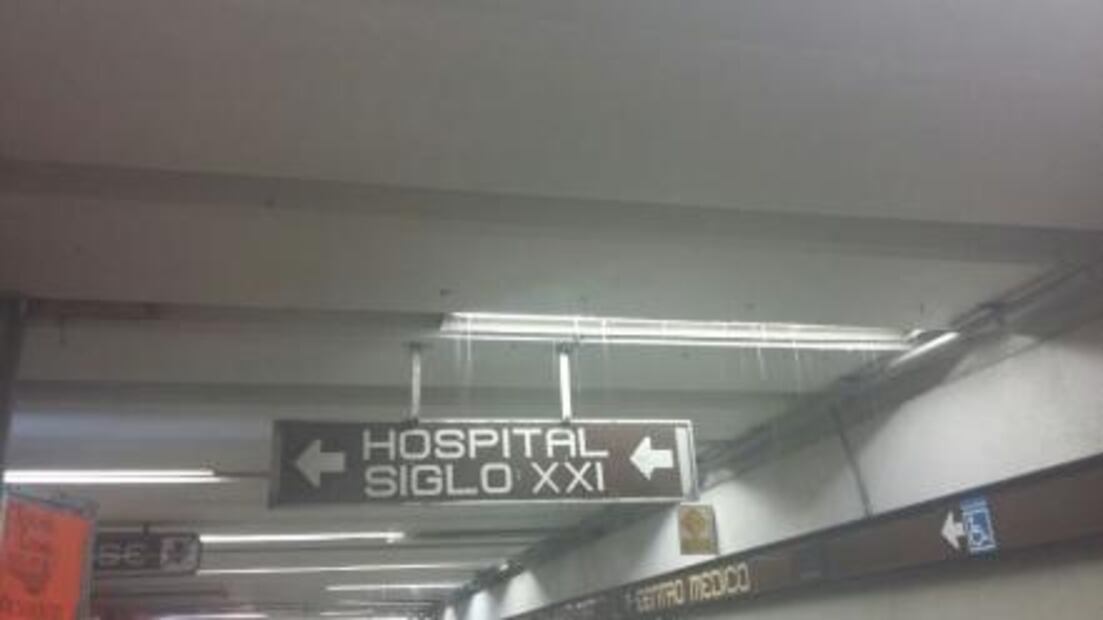 HOSPITAL
SIGLO XXI
CENTRO MEDICO